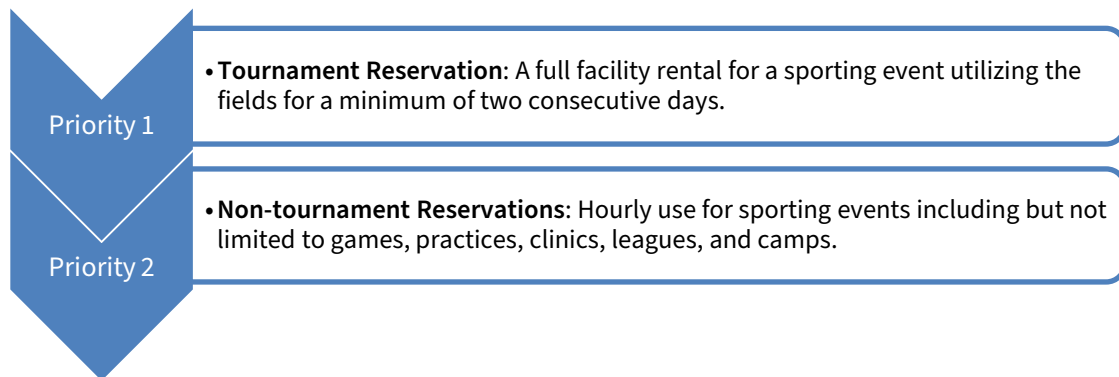 Priority 1
• Tournament Reservation: A full facility rental for a sporting event utilizing the
fields for a minimum of two consecutive days.
Priority 2
• Non-tournament Reservations: Hourly use for sporting events including but not
limited to games, practices, clinics, leagues, and camps.